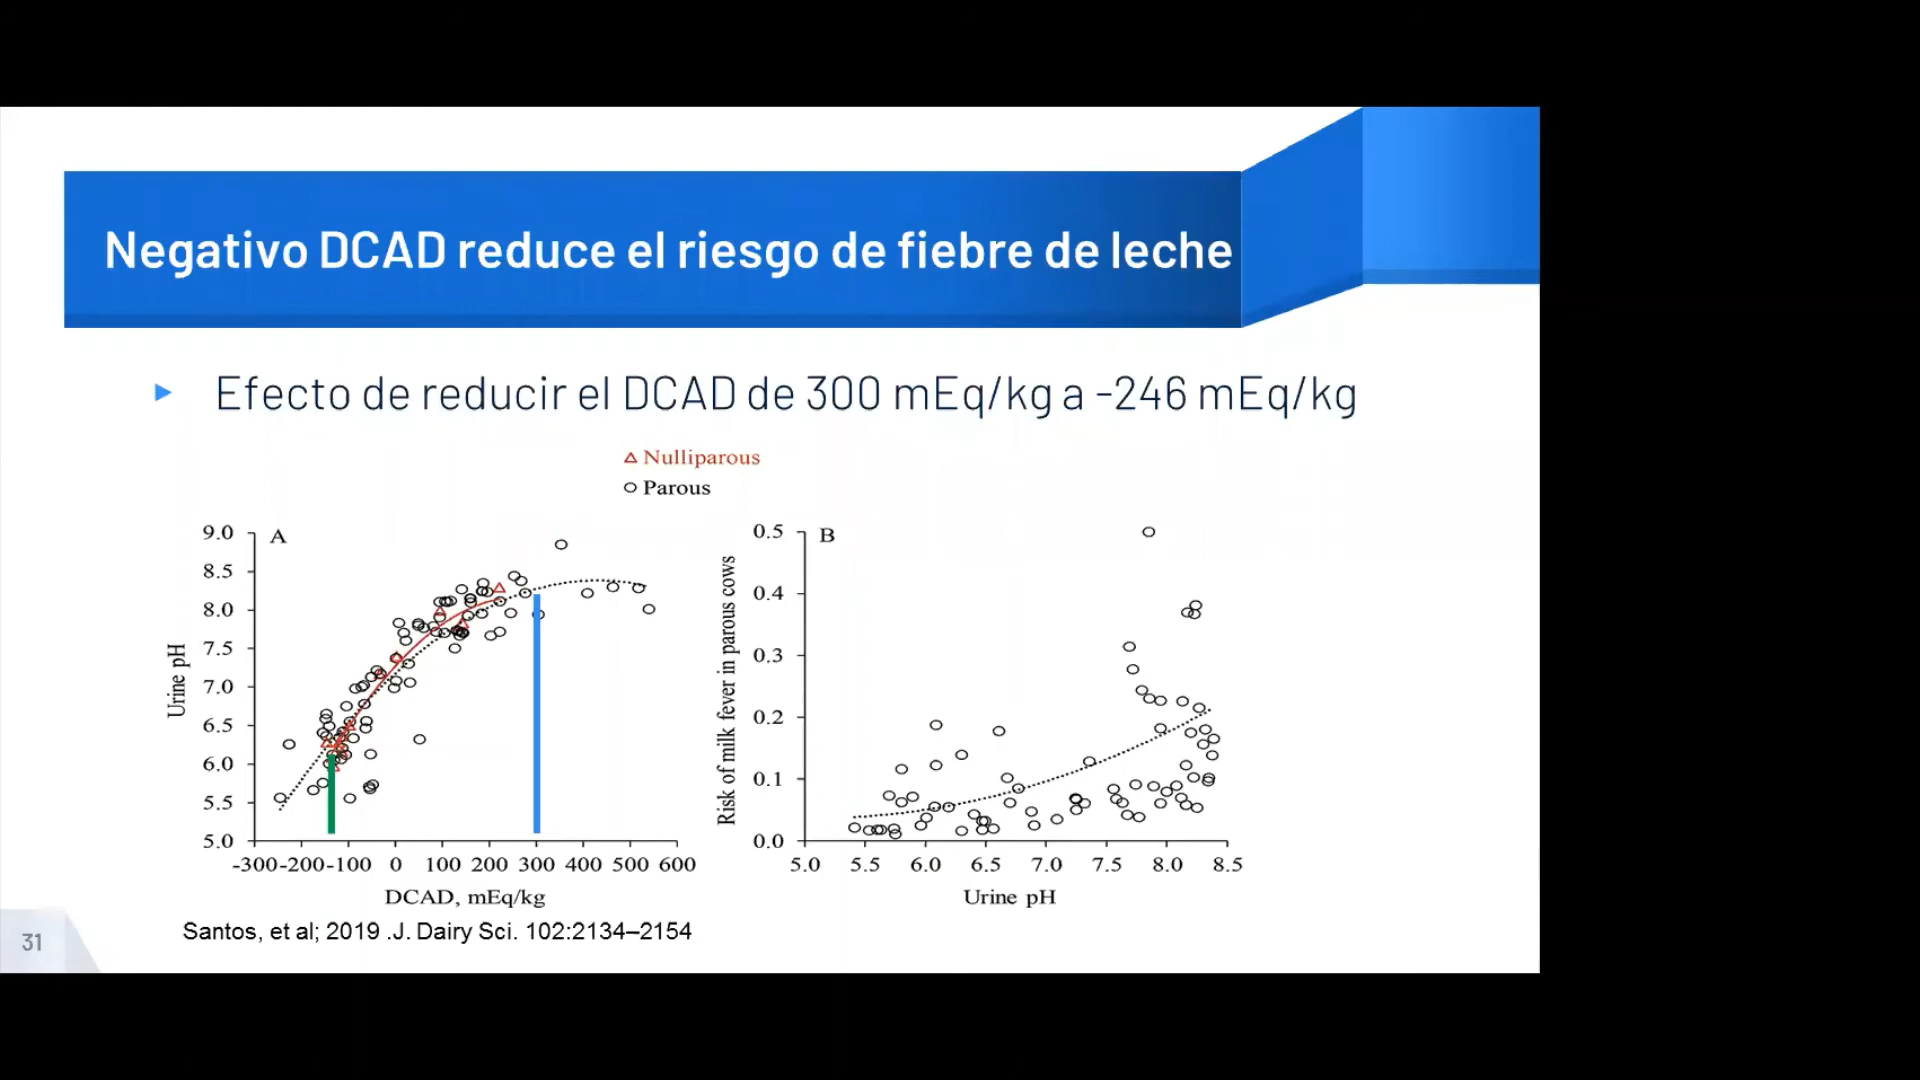 Negativo DCAD reduce el riesgo de fiebre de leche
Efecto de reducir el DCAD de 300 mEq/kg a -246 mEq/kg
Nulliparous
Parous
A
9.0
8.5
8.0
7.5
7.0
6.5
6.0
5.5
5.0
Urine pH
-300 -200 -100 0 100 200 300 400 500 600
DCAD, mEq/kg
B
0.5
0.4
0.3
0.2
0.1
0.0
Risk of milk fever in parous cows
5.0 5.5 6.0 6.5 7.0 7.5 8.0 8.5
Urine pH
Santos, et al; 2019 .J. Dairy Sci. 102:2134–2154
31